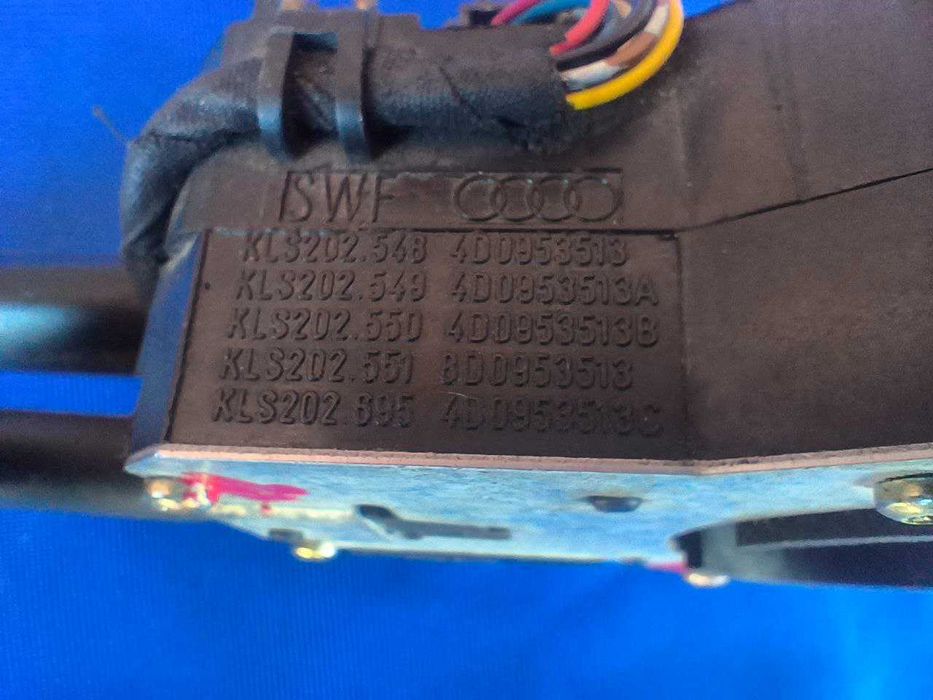 SWF
KLS202.548 4D0953513
KLS202.549 4D0953513A
KLS202.550 4D0953513B
KLS202.551 8D0953513
KLS202.695 4D0953513C